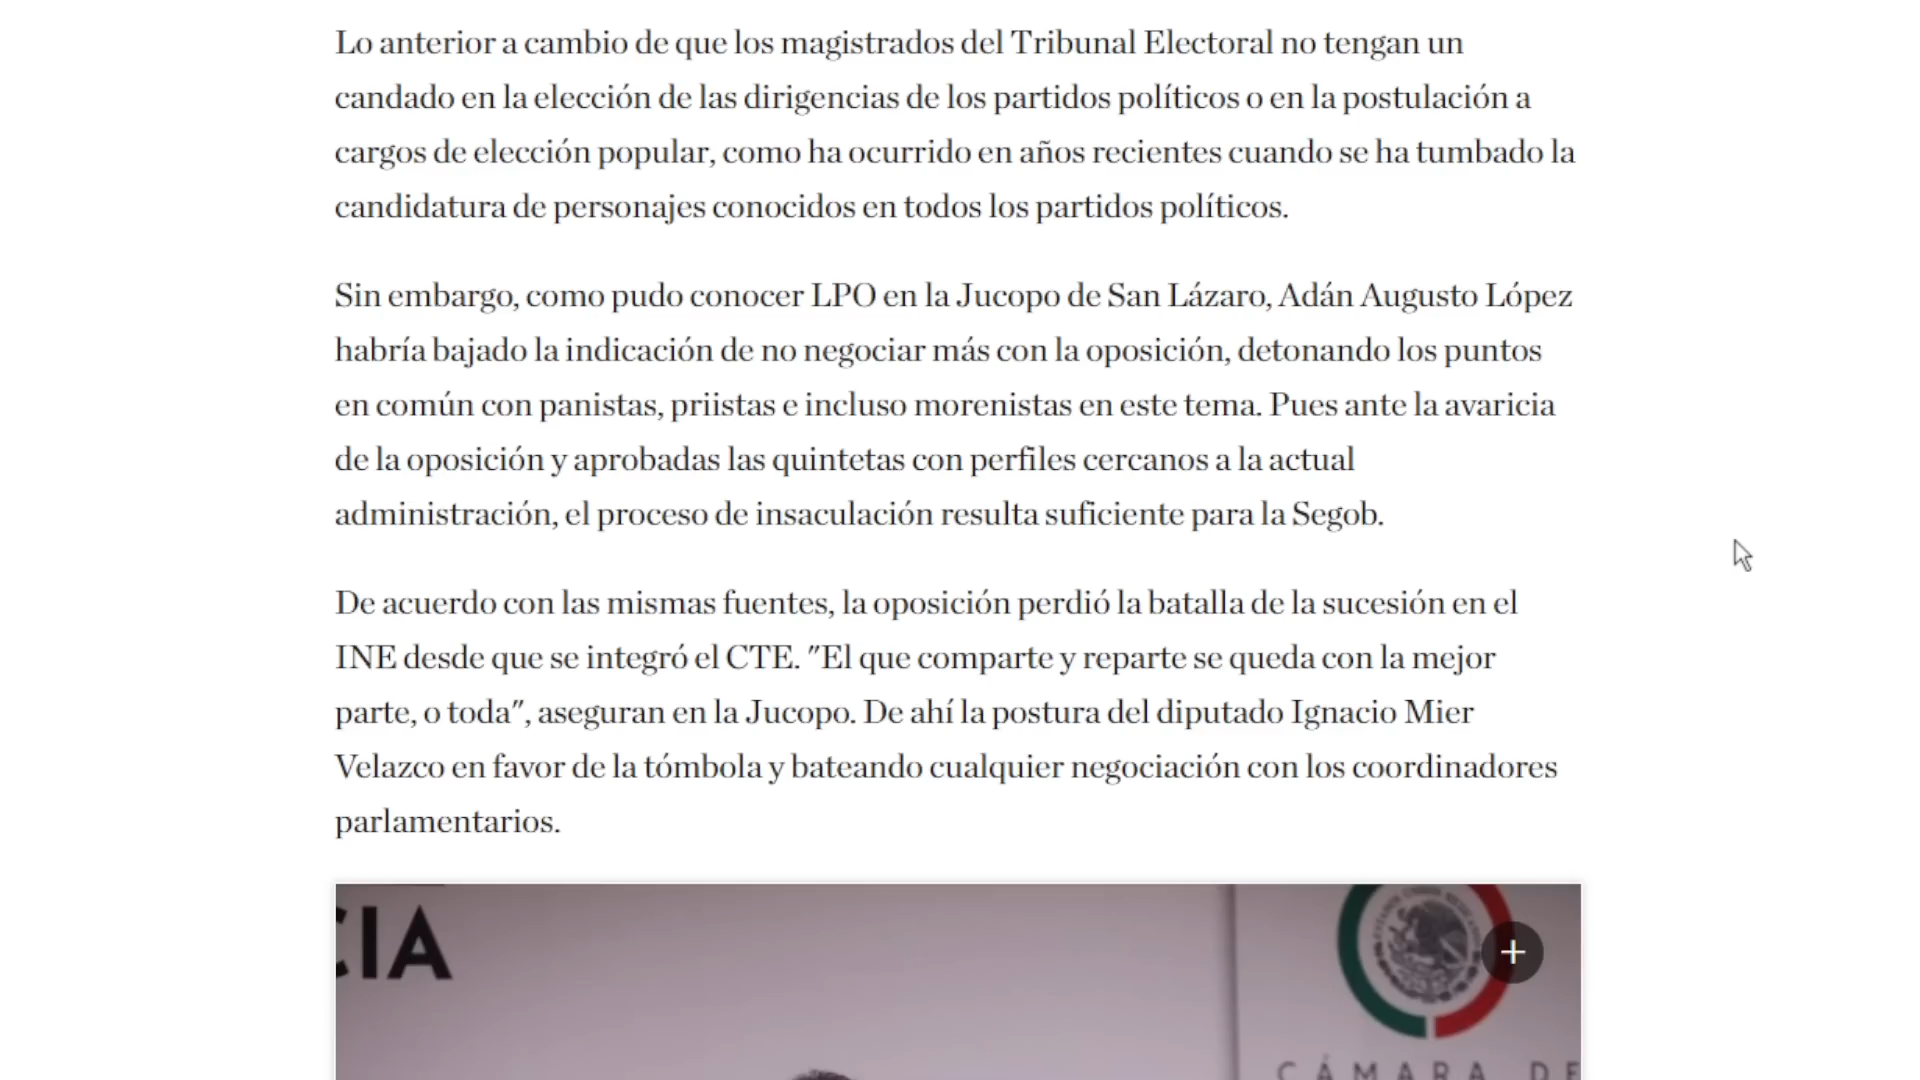 Lo anterior a cambio de que los magistrados del Tribunal Electoral no tengan un
candado en la elección de las dirigencias de los partidos políticos o en la postulación a
cargos de elección popular, como ha ocurrido en años recientes cuando se ha tumbado la
candidatura de personajes conocidos en todos los partidos políticos.
Sin embargo, como pudo conocer LPO en la Jucopo de San Lázaro, Adán Augusto López
habría bajado la indicación de no negociar más con la oposición, detonando los puntos
en común con panistas, priistas e incluso morenistas en este tema. Pues ante la avaricia
de la oposición y aprobadas las quintetas con perfiles cercanos a la actual
administración, el proceso de insaculación resulta suficiente para la Segob.
De acuerdo con las mismas fuentes, la oposición perdió la batalla de la sucesión en el
INE desde que se integró el CTE. "El que comparte y reparte se queda con la mejor
parte, o toda", aseguran en la Jucopo. De ahí la postura del diputado Ignacio Mier
Velazco en favor de la tómbola y bateando cualquier negociación con los coordinadores
parlamentarios.
CIA
+
CÁMARA DE